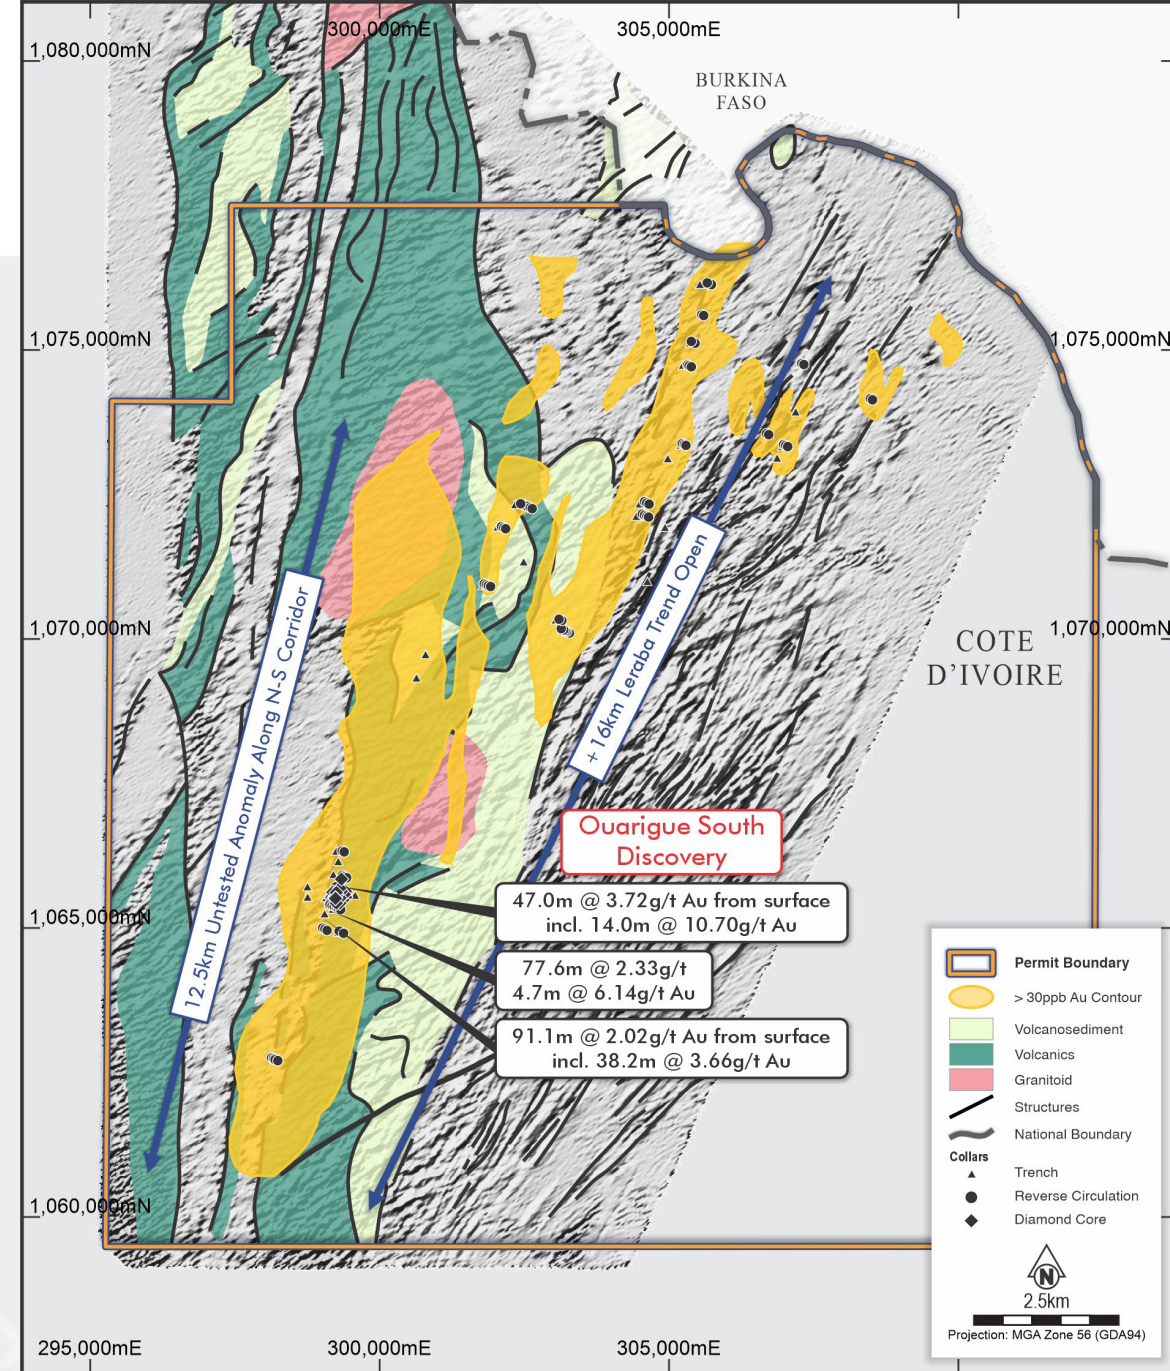 300,000mE
305,000mE
1,080,000mN
BURKINA
FASO
1,075,000mN
1,075,000mN
1,070,000mN
1,070,000mN
COTE
D'IVOIRE
12.5km Untested Anomaly Along N-S Corridor
+ 16km Leraba Trend Open
Ouarigue South
Discovery
47.0m @ 3.72g/t Au from surface
incl. 14.0m @ 10.70g/t Au
1,065,000mN
77.6m @ 2.33g/t
4.7m @ 6.14g/t Au
91.1m @ 2.02g/t Au from surface
incl. 38.2m @ 3.66g/t Au
1,060,000mN
Permit Boundary
> 30ppb Au Contour
Volcanosediment
Volcanics
Granitoid
Structures
National Boundary
Collars
Trench
Reverse Circulation
Diamond Core
N
2.5km
Projection: MGA Zone 56 (GDA94)
295,000mE
300,000mE
305,000mE